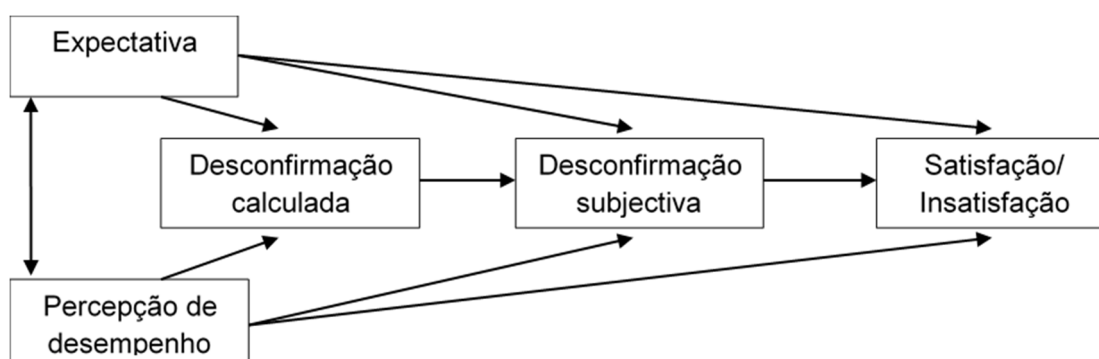 Expectativa
Desconfirmação
calculada
Desconfirmação
subjectiva
Satisfação/
Insatisfação
Percepção de
desempenho